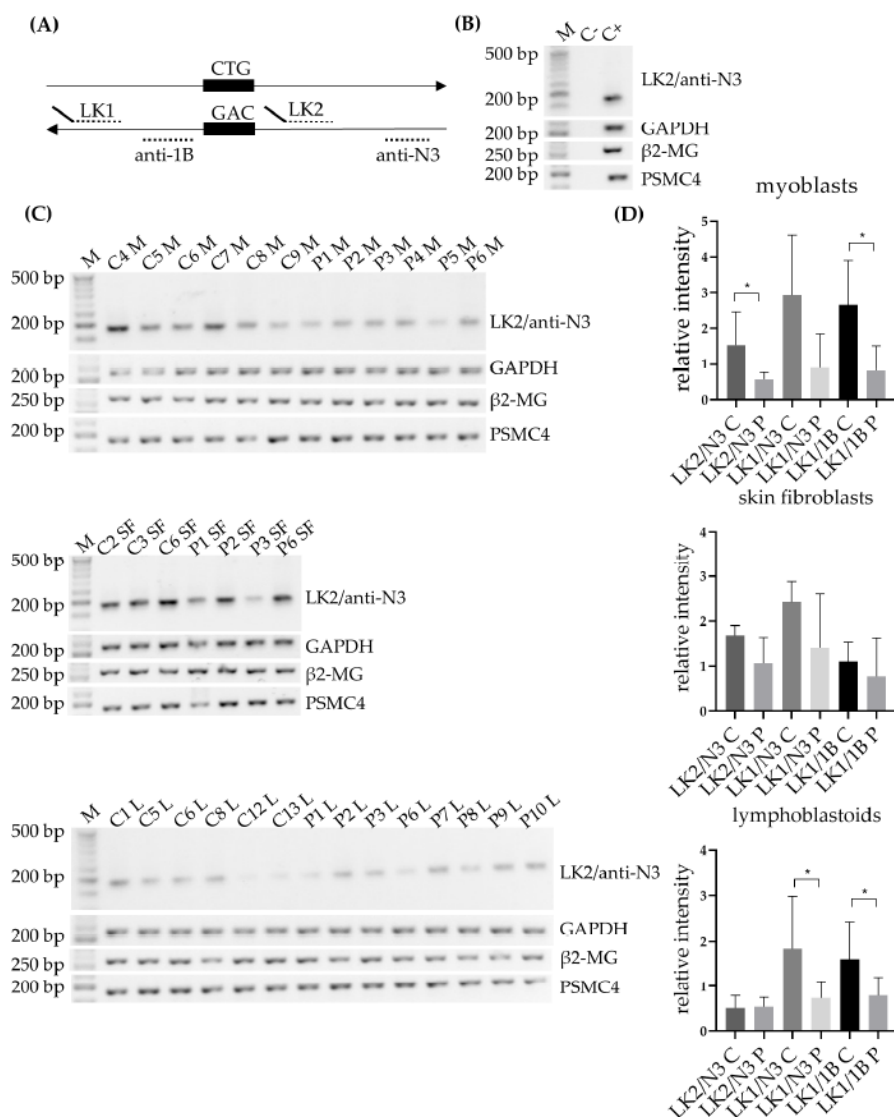 (A)
CTG
LK1
GAC
LK2
anti-1B
anti-N3
(B)
M C- C+
500 bp
LK2/anti-N3
200 bp
200 bp GAPDH
250 bp β2-MG
200 bp PSMC4
(C)
M C4 M C5 M C6 M C7 M C8 M C9 M P1 M P2 M P3 M P4 M P5 M P6 M
500 bp
200 bp LK2/anti-N3
200 bp GAPDH
250 bp β2-MG
200 bp PSMC4
M C2 SF C3 SF C6 SF P1 SF P2 SF P3 SF P6 SF
500 bp
200 bp LK2/anti-N3
200 bp GAPDH
250 bp β2-MG
200 bp PSMC4
M C1 L C5 L C6 L C8 L C12 L C13 L P1 L P2 L P3 L P6 L P7 L P8 L P9 L P10 L
500 bp
200 bp LK2/anti-N3
200 bp GAPDH
250 bp β2-MG
200 bp PSMC4
(D)
myoblasts
relative intensity
5
4
3
2
1
0
* *
LK2/N3 C LK2/N3 P LK1/N3 C LK1/N3 P LK1/1B C LK1/1B P
skin fibroblasts
relative intensity
4
3
2
1
0
LK2/N3 C LK2/N3 P LK1/N3 C LK1/N3 P LK1/1B C LK1/1B P
lymphoblastoids
relative intensity
4
3
2
1
0
* *
LK2/N3 C LK2/N3 P LK1/N3 C LK1/N3 P LK1/1B C LK1/1B P